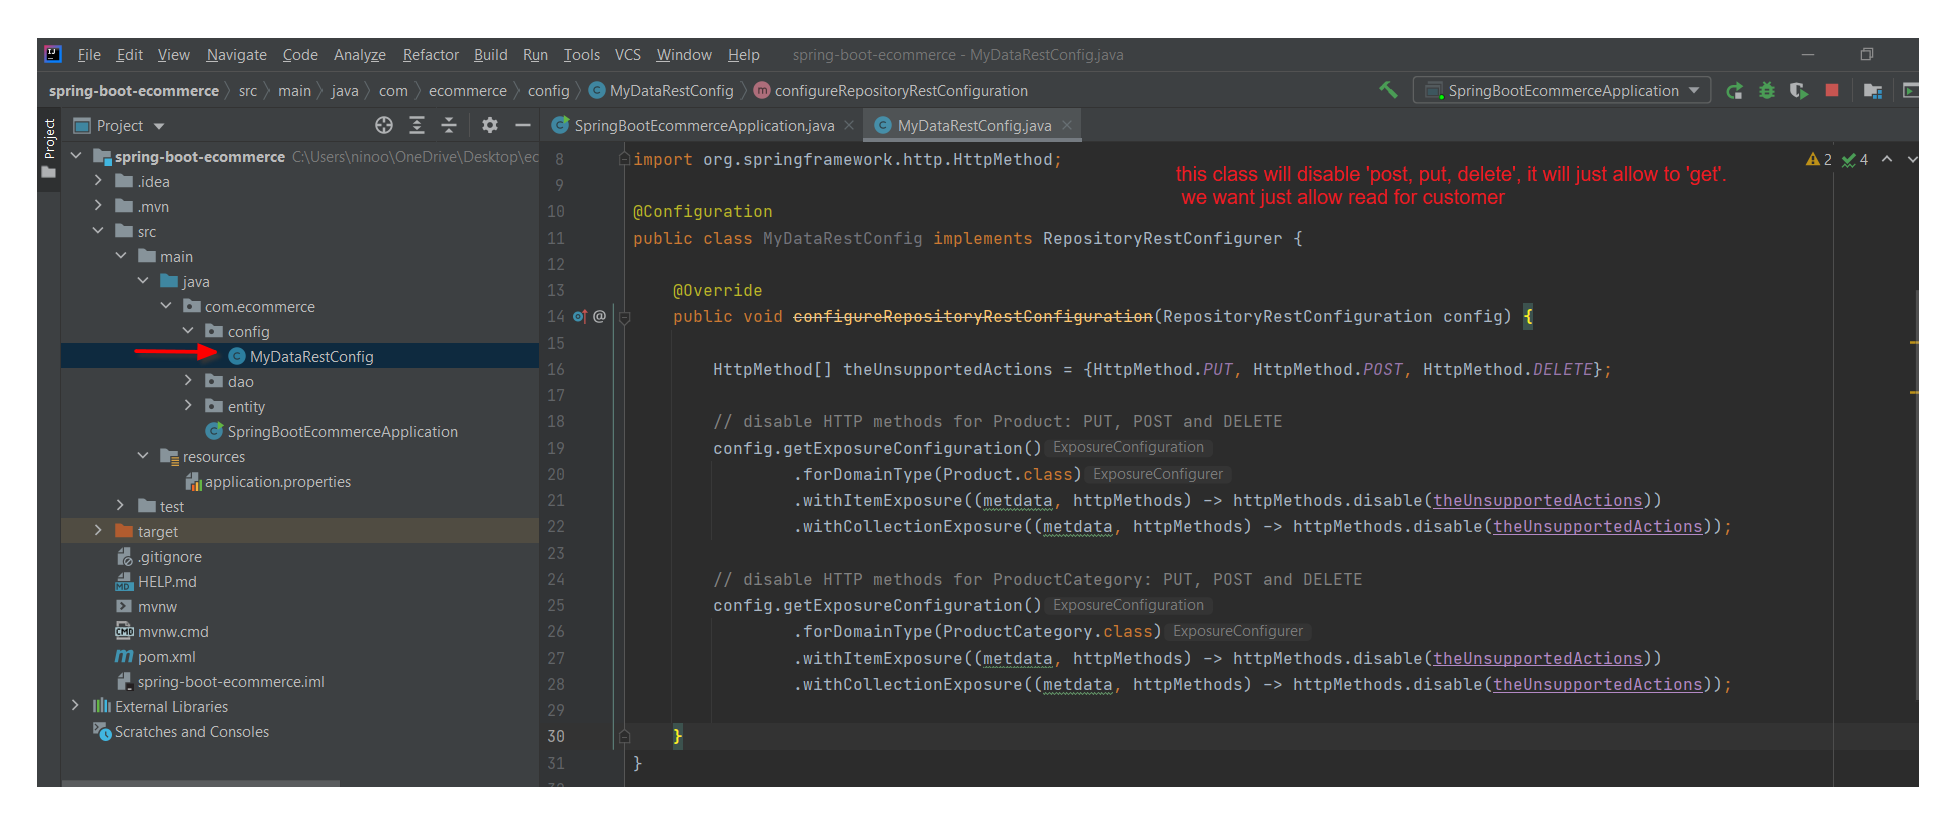 File Edit View Navigate Code Analyze Refactor Build Run Tools VCS Window Help spring-boot-ecommerce - MyDataRestConfig.java
spring-boot-ecommerce 〉 src 〉 main 〉 java 〉 com 〉 ecommerce 〉 config 〉 MyDataRestConfig 〉 configureRepositoryRestConfiguration SpringBootEcommerceApplication
Project
Project
SpringBootEcommerceApplication.java MyDataRestConfig.java
spring-boot-ecommerce C:\Users\ninoo\OneDrive\Desktop\ec
.idea
.mvn
src
main
java
com.ecommerce
config
MyDataRestConfig
dao
entity
SpringBootEcommerceApplication
resources
application.properties
test
target
.gitignore
HELP.md
mvnw
mvnw.cmd
pom.xml
spring-boot-ecommerce.iml
External Libraries
Scratches and Consoles
2 4
this class will disable 'post, put, delete', it will just allow to 'get'.
we want just allow read for customer
8 import org.springframework.http.HttpMethod;
9
10 @Configuration
11 public class MyDataRestConfig implements RepositoryRestConfigurer {
12
13 @Override
14 @ public void configureRepositoryRestConfiguration(RepositoryRestConfiguration config) {
15
16 HttpMethod[] theUnsupportedActions = {HttpMethod.PUT, HttpMethod.POST, HttpMethod.DELETE};
17
18 // disable HTTP methods for Product: PUT, POST and DELETE
19 config.getExposureConfiguration() ExposureConfiguration
20 .forDomainType(Product.class) ExposureConfigurer
21 .withItemExposure((metdata, httpMethods) -> httpMethods.disable(theUnsupportedActions))
22 .withCollectionExposure((metdata, httpMethods) -> httpMethods.disable(theUnsupportedActions));
23
24 // disable HTTP methods for ProductCategory: PUT, POST and DELETE
25 config.getExposureConfiguration() ExposureConfiguration
26 .forDomainType(ProductCategory.class) ExposureConfigurer
27 .withItemExposure((metdata, httpMethods) -> httpMethods.disable(theUnsupportedActions))
28 .withCollectionExposure((metdata, httpMethods) -> httpMethods.disable(theUnsupportedActions));
29
30 }
31 }